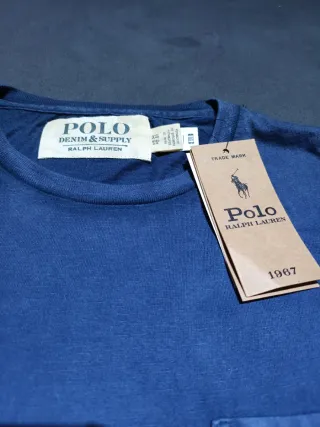 POLO
DENIM & SUPPLY
RALPH LAUREN
TRADE MARK
Polo
RALPH LAUREN
1967